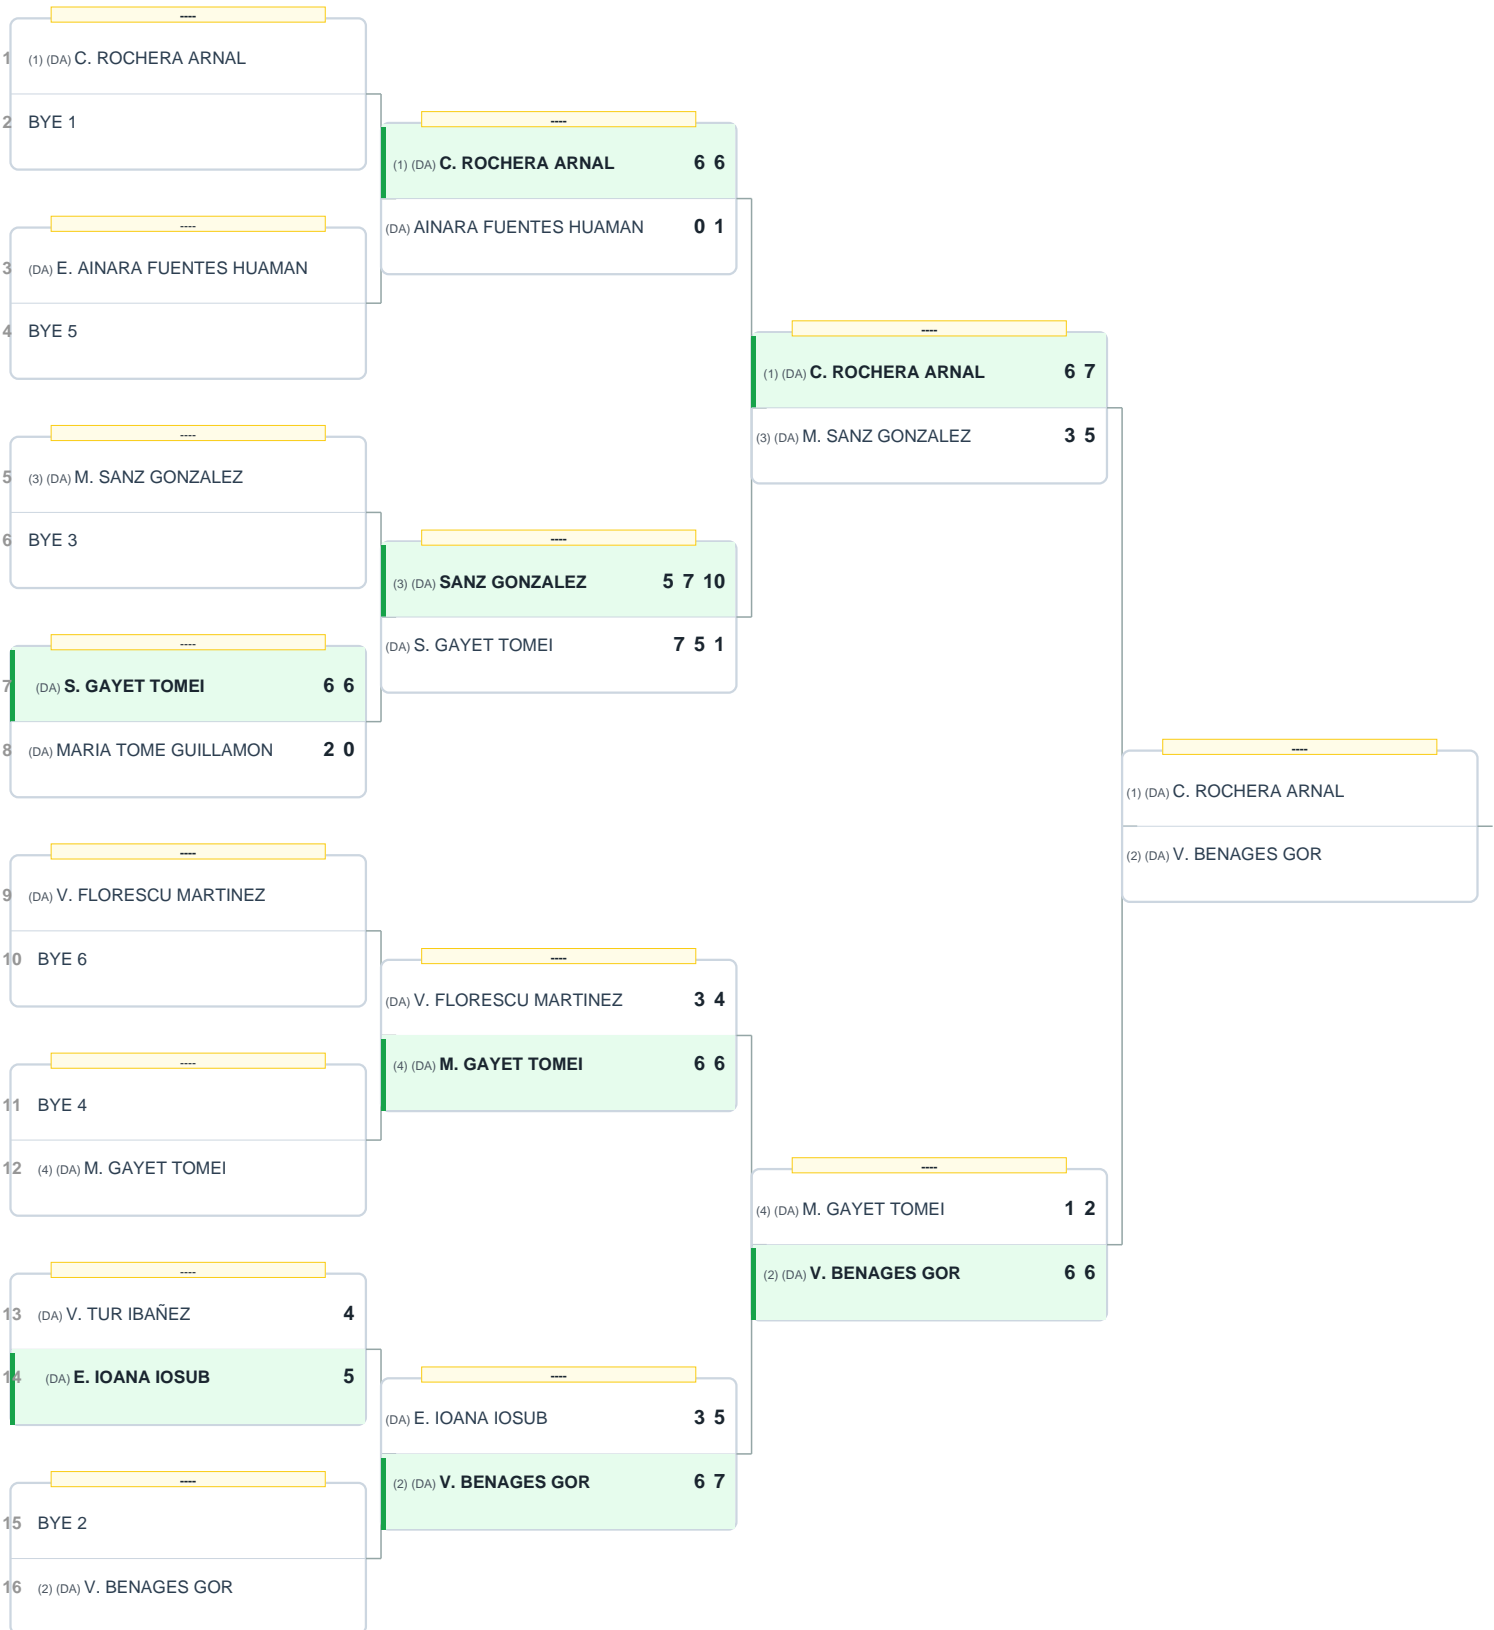 ----
1 (1) (DA) C. ROCHERA ARNAL
2 BYE 1
----
3 (DA) E. AINARA FUENTES HUAMAN
4 BYE 5
----
5 (3) (DA) M. SANZ GONZALEZ
6 BYE 3
----
7 (DA) S. GAYET TOMEI 6 6
8 (DA) MARIA TOME GUILLAMON 2 0
----
9 (DA) V. FLORESCU MARTINEZ
10 BYE 6
----
11 BYE 4
12 (4) (DA) M. GAYET TOMEI
----
13 (DA) V. TUR IBAÑEZ 4
14 (DA) E. IOANA IOSUB 5
----
15 BYE 2
16 (2) (DA) V. BENAGES GOR
----
(1) (DA) C. ROCHERA ARNAL 6 6
(DA) AINARA FUENTES HUAMAN 0 1
----
(3) (DA) SANZ GONZALEZ 5 7 10
(DA) S. GAYET TOMEI 7 5 1
----
(DA) V. FLORESCU MARTINEZ 3 4
(4) (DA) M. GAYET TOMEI 6 6
----
(DA) E. IOANA IOSUB 3 5
(2) (DA) V. BENAGES GOR 6 7
----
(1) (DA) C. ROCHERA ARNAL 6 7
(3) (DA) M. SANZ GONZALEZ 3 5
----
(4) (DA) M. GAYET TOMEI 1 2
(2) (DA) V. BENAGES GOR 6 6
----
(1) (DA) C. ROCHERA ARNAL
(2) (DA) V. BENAGES GOR